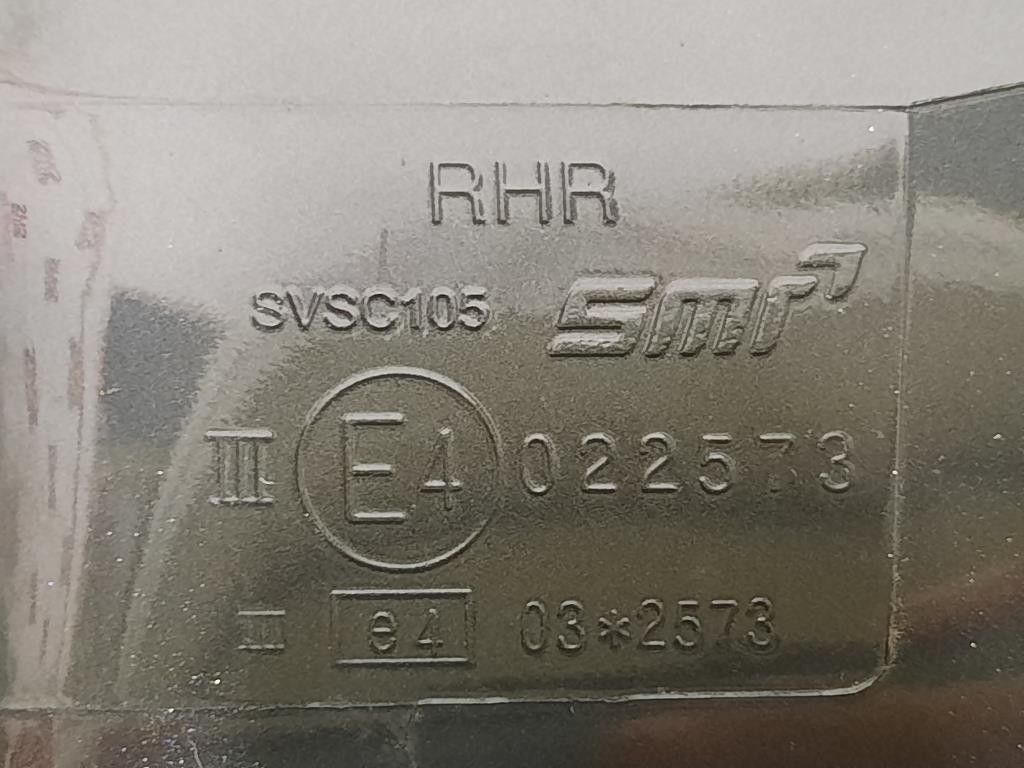 RHR
SVSC105 smr
III E4 022573
III e4 03*2573